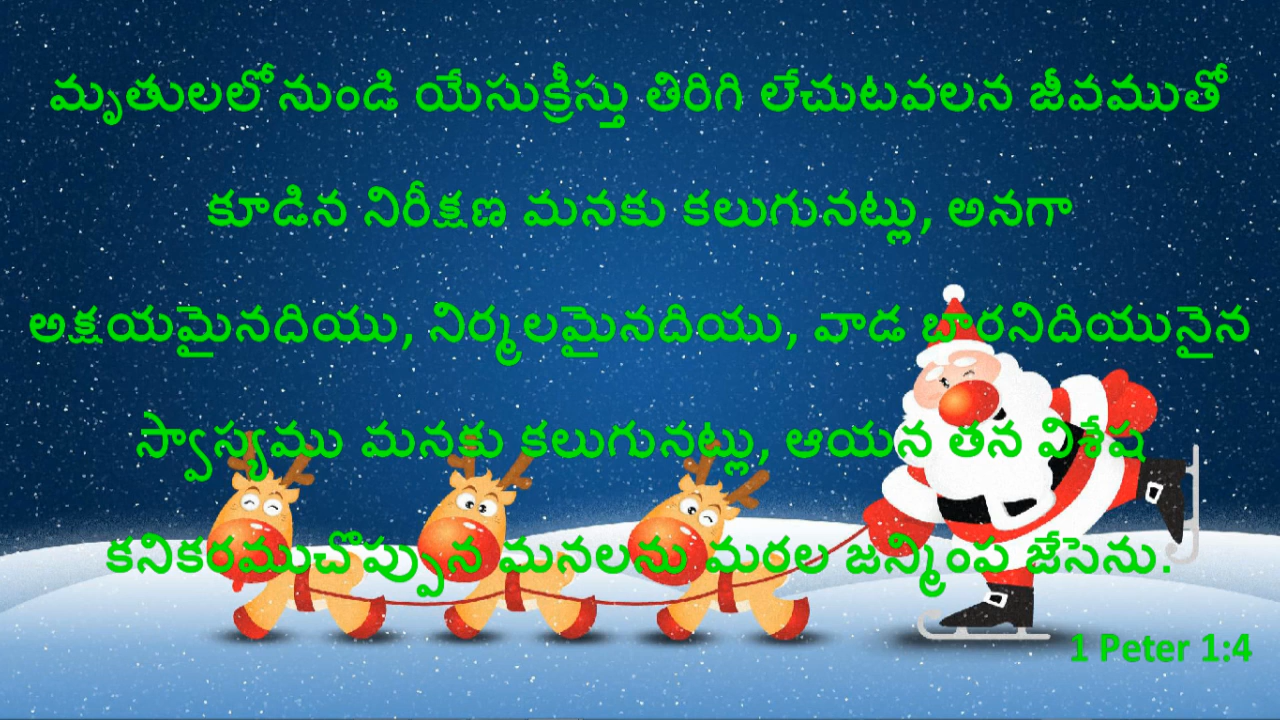 మృతులలోనుండి యేసుక్రీస్తు తిరిగి లేచుటవలన జీవముతో
కూడిన నిరీక్షణ మనకు కలుగునట్లు, అనగా
అక్షయమైనదియు, నిర్మలమైనదియు, వాడ బారనిదియునైన
స్వాస్యము మనకు కలుగునట్లు, ఆయన తన విశేష
కనికరముచొప్పున మనలను మరల జన్మింప జేసెను.
1 Peter 1:4